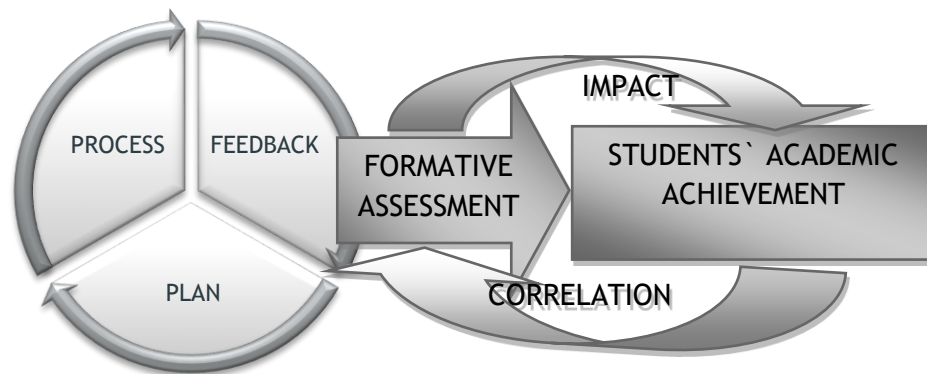 IMPACT
PROCESS
FEEDBACK
FORMATIVE
ASSESSMENT
STUDENTS` ACADEMIC
ACHIEVEMENT
PLAN
CORRELATION